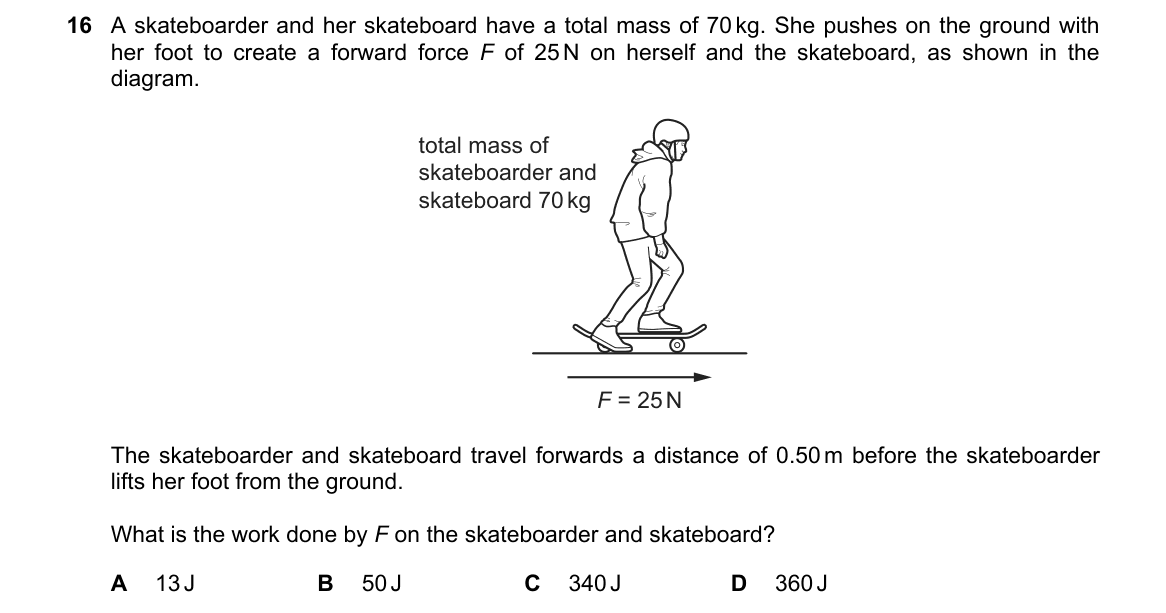 16 A skateboarder and her skateboard have a total mass of 70 kg. She pushes on the ground with
her foot to create a forward force F of 25 N on herself and the skateboard, as shown in the
diagram.
total mass of
skateboarder and
skateboard 70 kg
F = 25 N
The skateboarder and skateboard travel forwards a distance of 0.50 m before the skateboarder
lifts her foot from the ground.
What is the work done by F on the skateboarder and skateboard?
A 13 J B 50 J C 340 J D 360 J